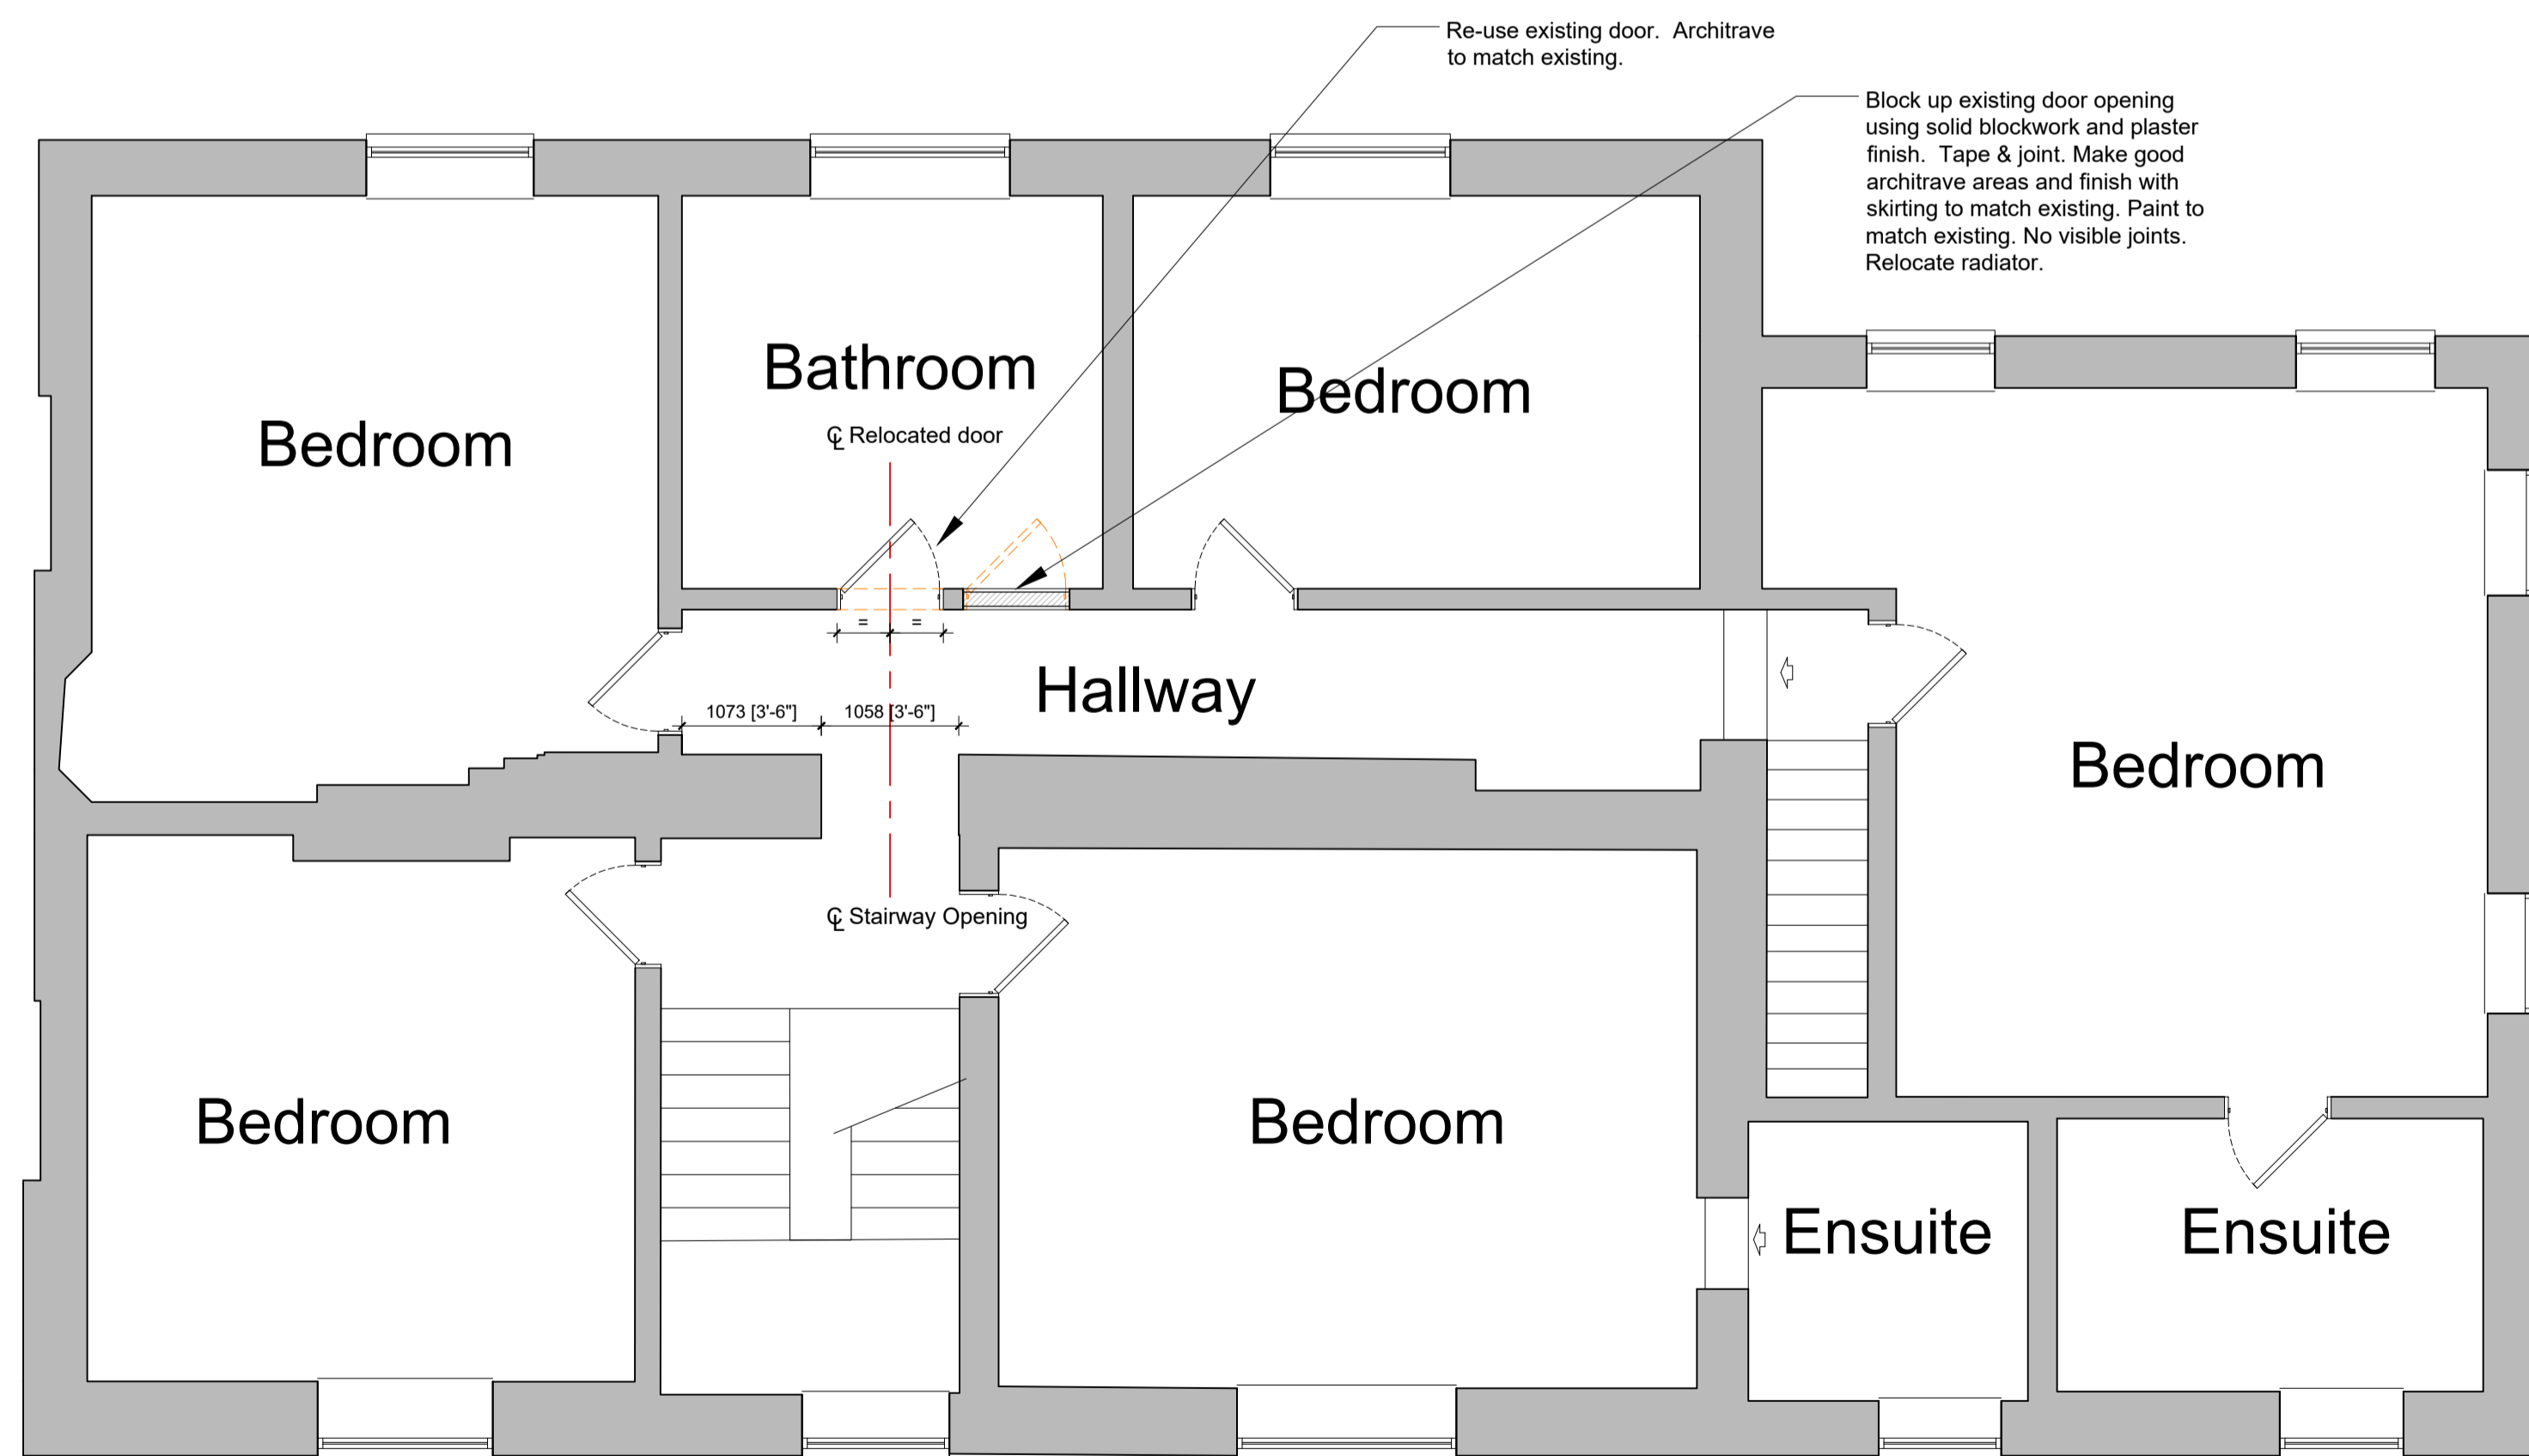 Re-use existing door.  Architrave
to match existing.
Block up existing door opening
using solid blockwork and plaster
finish.  Tape & joint. Make good
architrave areas and finish with
skirting to match existing. Paint to
match existing. No visible joints.
Relocate radiator.
Bathroom
Bedroom
Bedroom
℄ Relocated door
= =
Hallway
1073 [3'-6"] 1058 [3'-6"]
Bedroom
℄ Stairway Opening
Bedroom
Bedroom
Ensuite
Ensuite